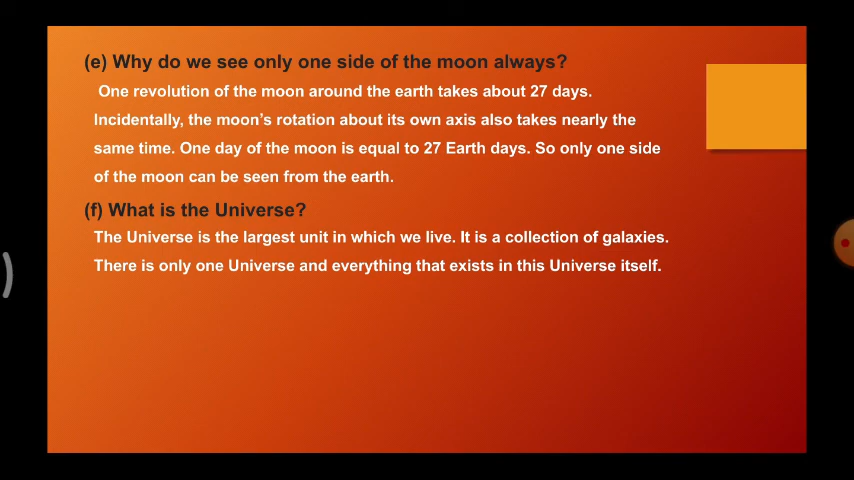 (e) Why do we see only one side of the moon always?
One revolution of the moon around the earth takes about 27 days.
Incidentally, the moon's rotation about its own axis also takes nearly the
same time. One day of the moon is equal to 27 Earth days. So only one side
of the moon can be seen from the earth.
(f) What is the Universe?
The Universe is the largest unit in which we live. It is a collection of galaxies.
There is only one Universe and everything that exists in this Universe itself.